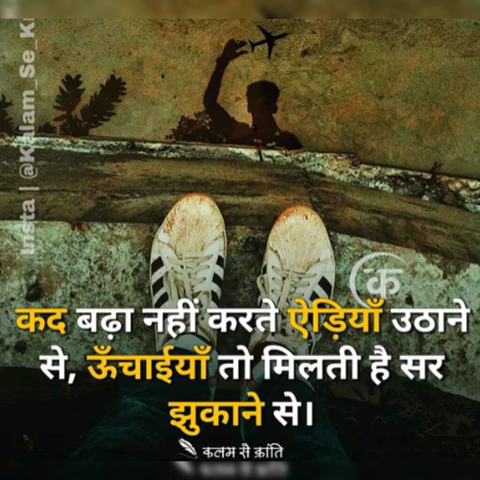 Insta | @Kalam_Se_K
क
कद बढ़ा नहीं करते ऐड़ियाँ उठाने
से, ऊँचाईयाँ तो मिलती है सर
झुकाने से।
कलम से क्रांति